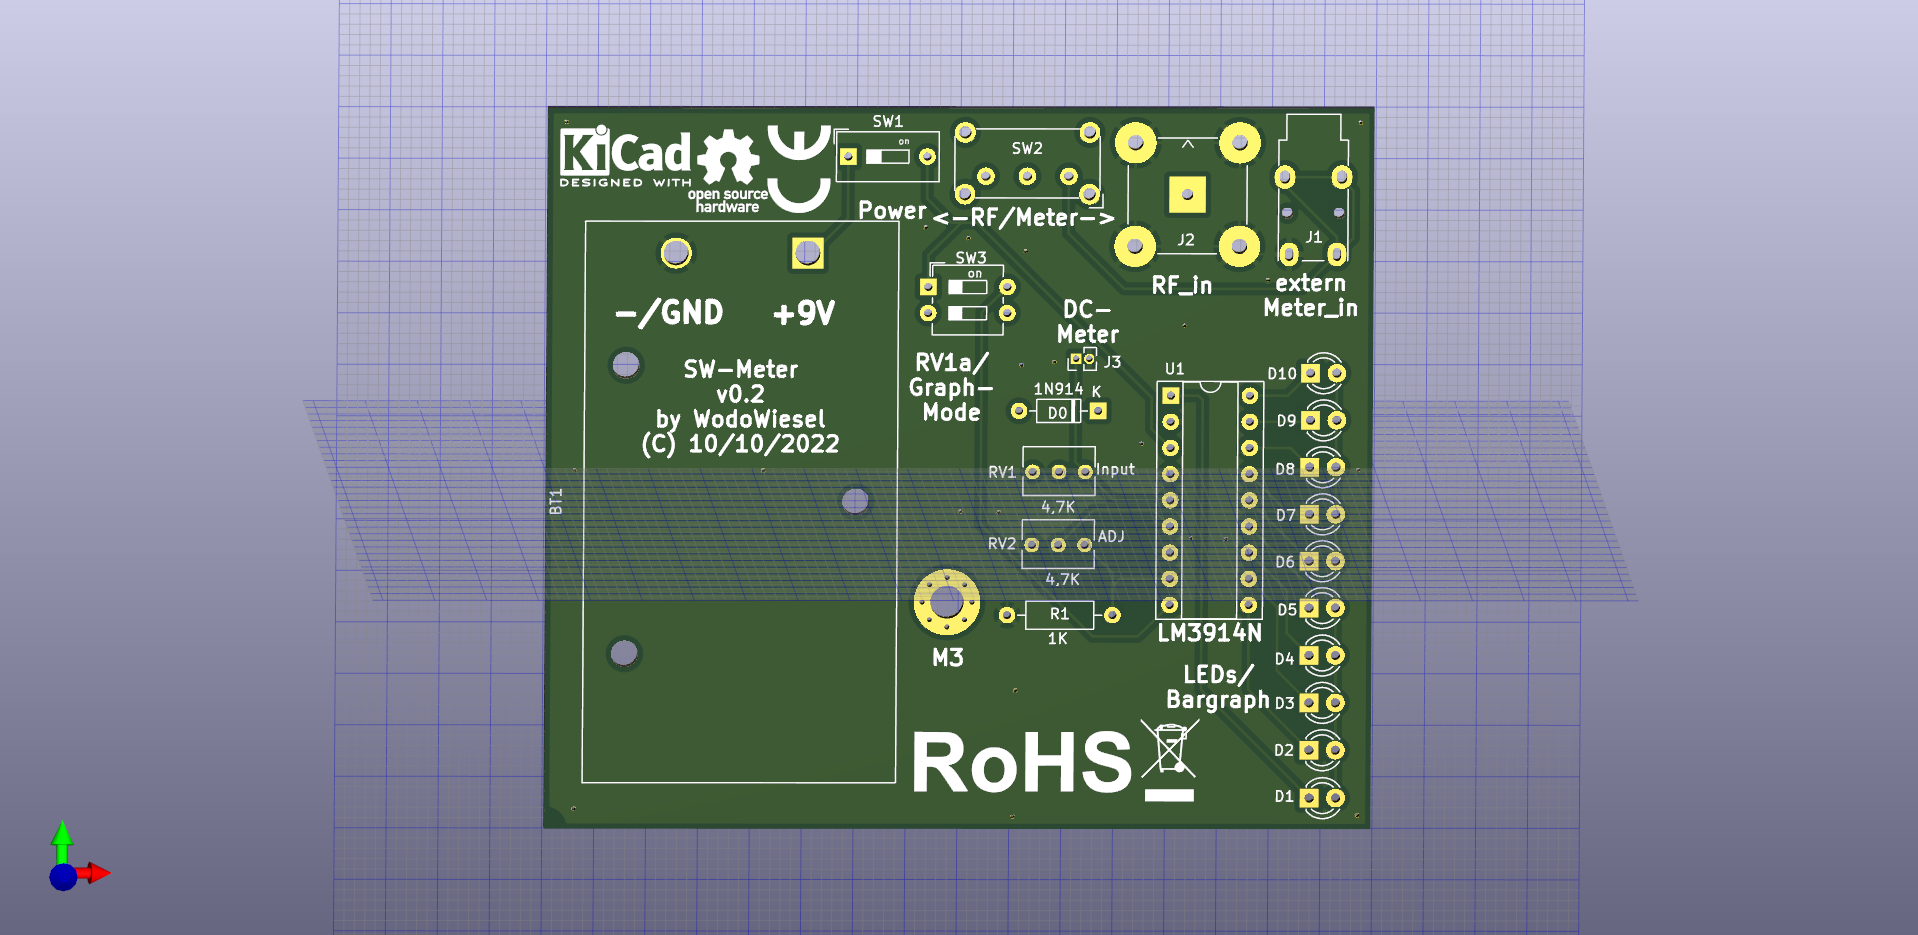 KiCad
DESIGNED WITH
open source
hardware
SW1
on
Power
SW2
<-RF/Meter->
J2
RF_in
J1
extern
Meter_in
-/GND
+9V
SW3
on
RV1a/
Graph-
Mode
DC-
Meter
J3
SW-Meter
v0.2
by WodoWiesel
(C) 10/10/2022
BT1
1N914 K
D0
RV1
Input
4,7K
RV2
ADJ
4,7K
R1
1K
M3
U1
LM3914N
LEDs/
Bargraph
D10
D9
D8
D7
D6
D5
D4
D3
D2
D1
RoHS